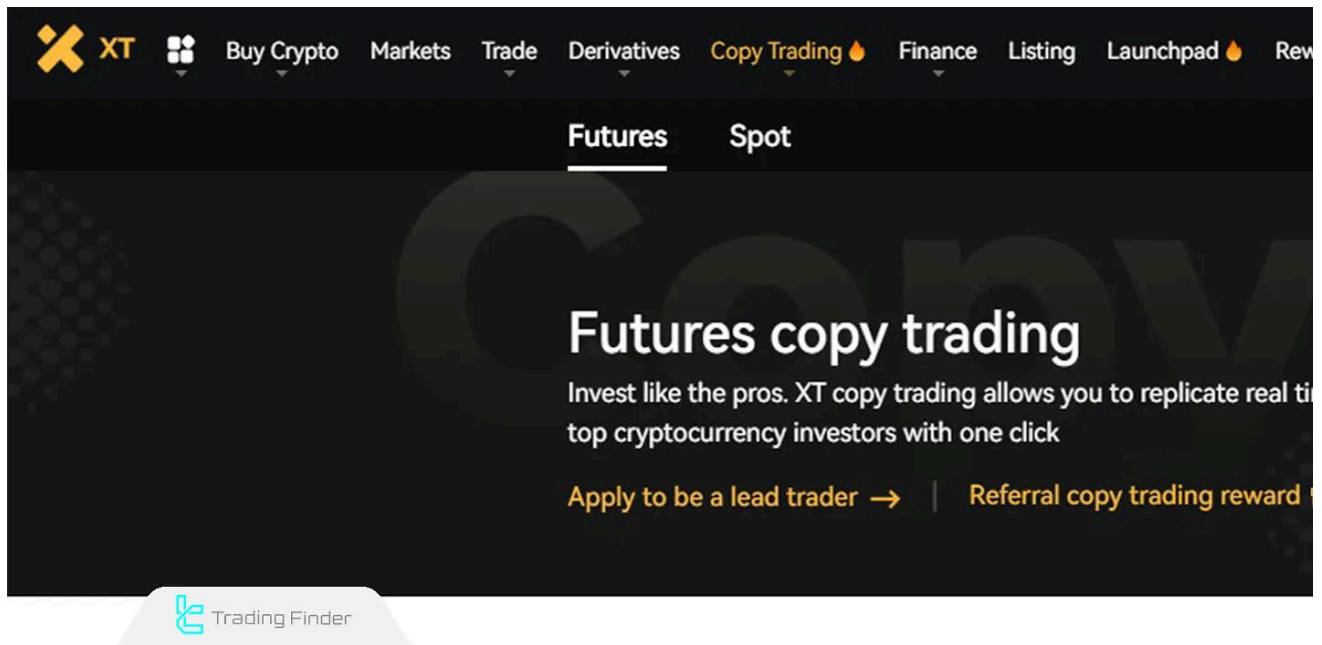 XT Buy Crypto Markets Trade Derivatives Copy Trading Finance Listing Launchpad
Futures Spot
Copy
Futures copy trading
Invest like the pros. XT copy trading allows you to replicate real
top cryptocurrency investors with one click
Apply to be a lead trader → | Referral copy trading reward
Trading Finder